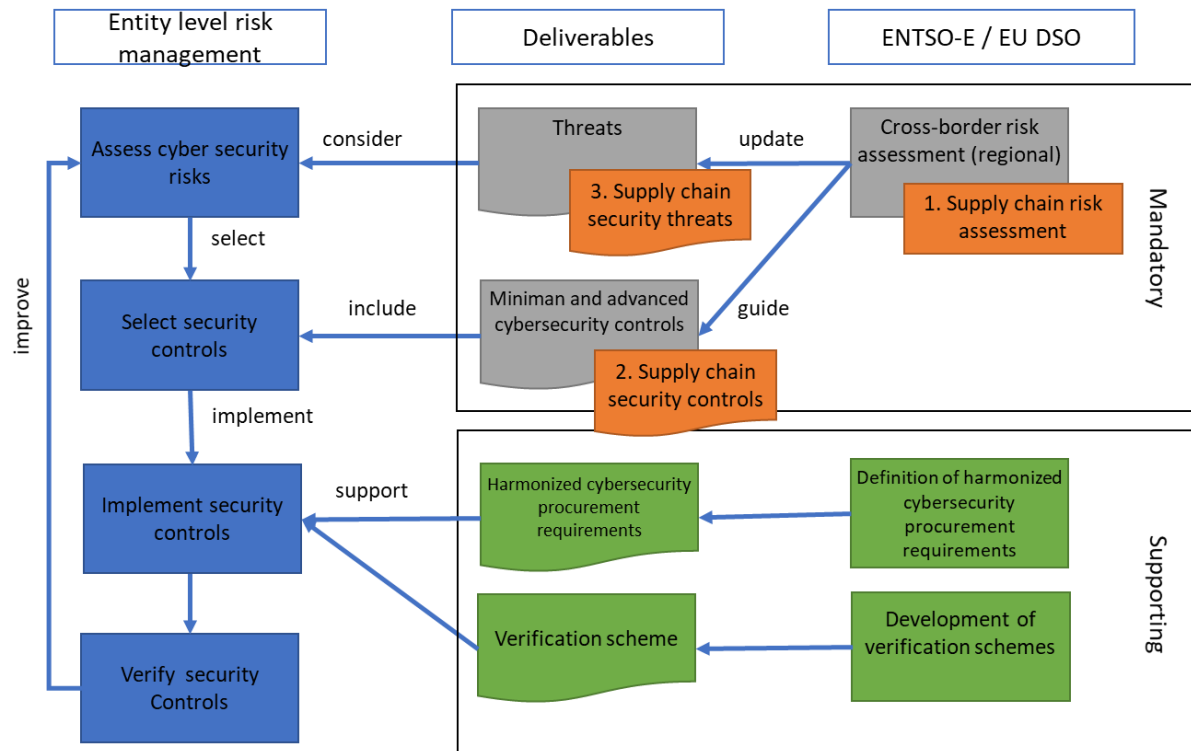 Entity level risk
management
Deliverables
ENTSO-E / EU DSO
Assess cyber security
risks
consider
Threats
3. Supply chain
security threats
update
Cross-border risk
assessment (regional)
1. Supply chain risk
assessment
Mandatory
select
improve
Select security
controls
include
Miniman and advanced
cybersecurity controls
guide
2. Supply chain
security controls
implement
Implement security
controls
support
Harmonized cybersecurity
procurement
requirements
Definition of harmonized
cybersecurity
procurement
requirements
Supporting
Verification scheme
Development of
verification schemes
Verify security
Controls